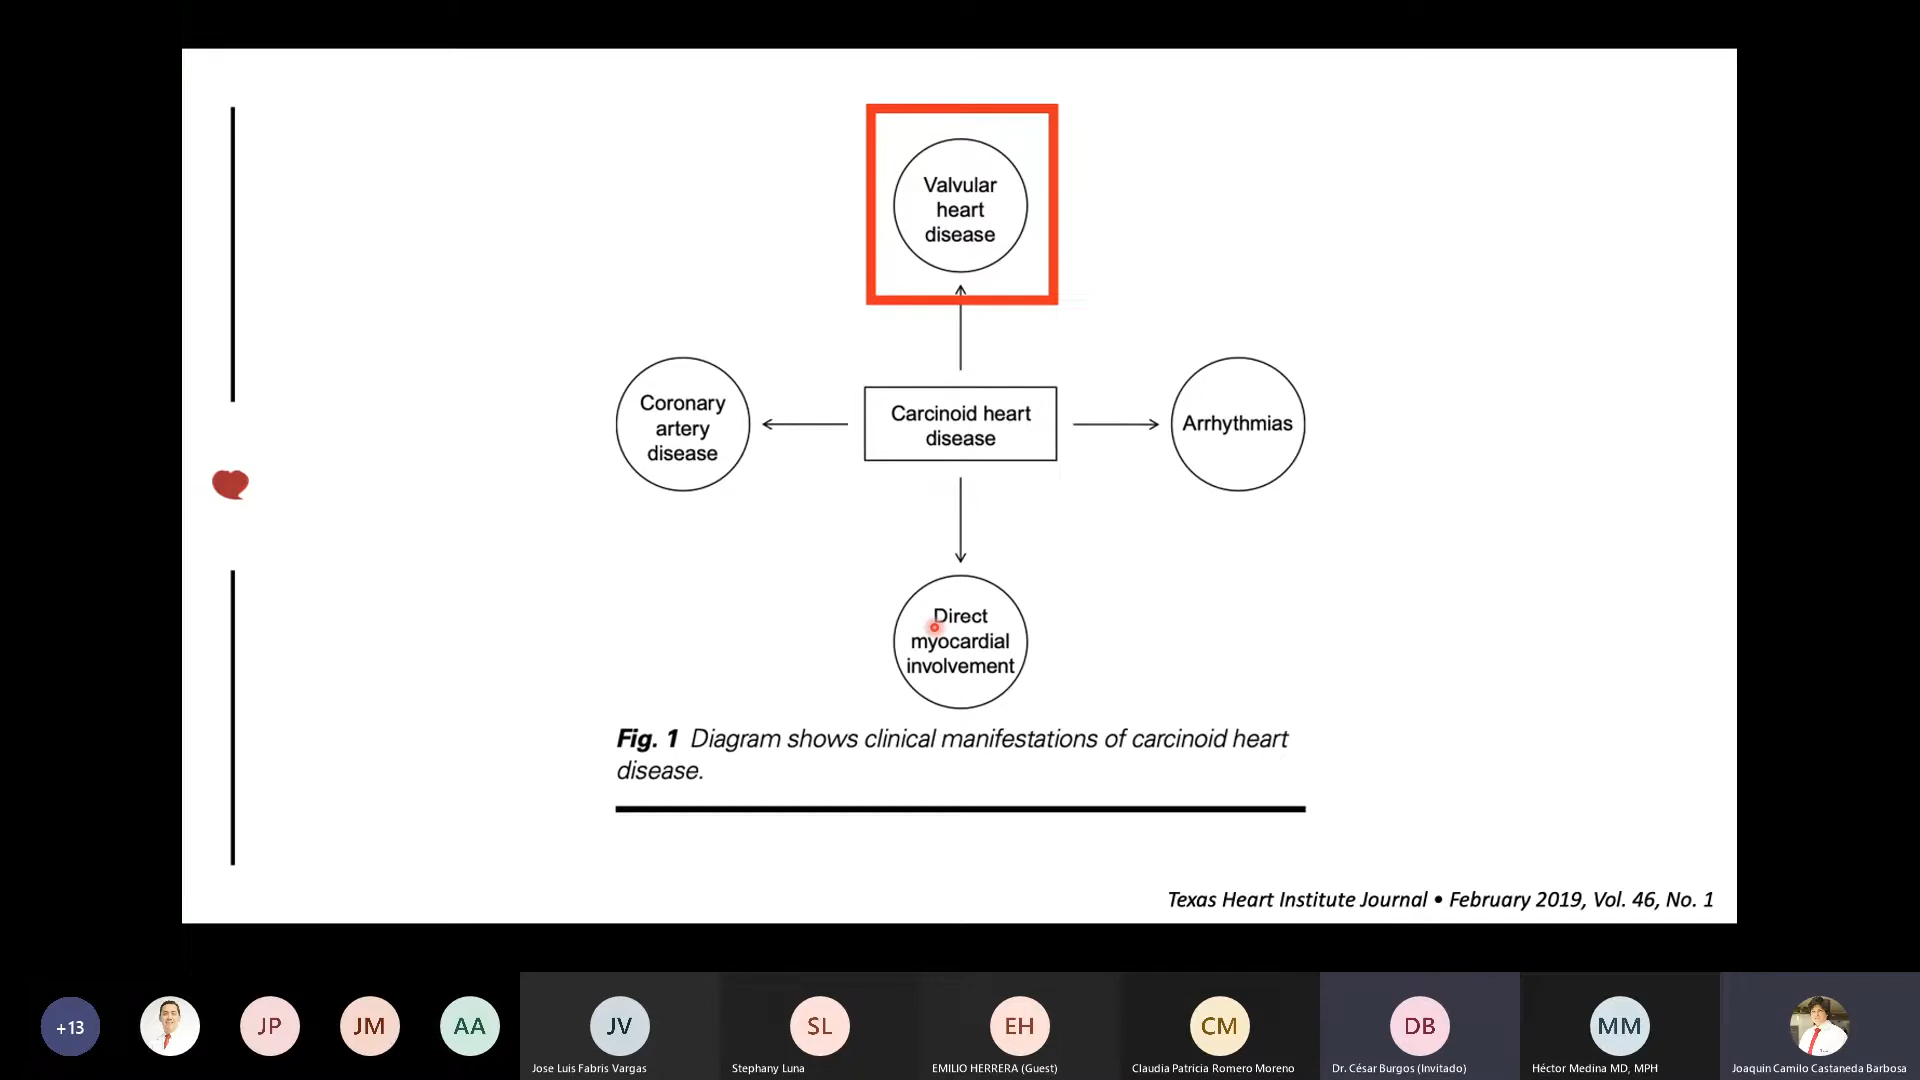 Valvular
heart
disease
Coronary
artery
disease
Carcinoid heart
disease
Arrhythmias
Direct
myocardial
involvement
Fig. 1 Diagram shows clinical manifestations of carcinoid heart
disease.
Texas Heart Institute Journal • February 2019, Vol. 46, No. 1
+13
JP
JM
AA
JV
SL
EH
CM
DB
MM
Jose Luis Fabris Vargas
Stephany Luna
EMILIO HERRERA (Guest)
Claudia Patricia Romero Moreno
Dr. César Burgos (Invitado)
Héctor Medina MD, MPH
Joaquin Camilo Castaneda Barbosa